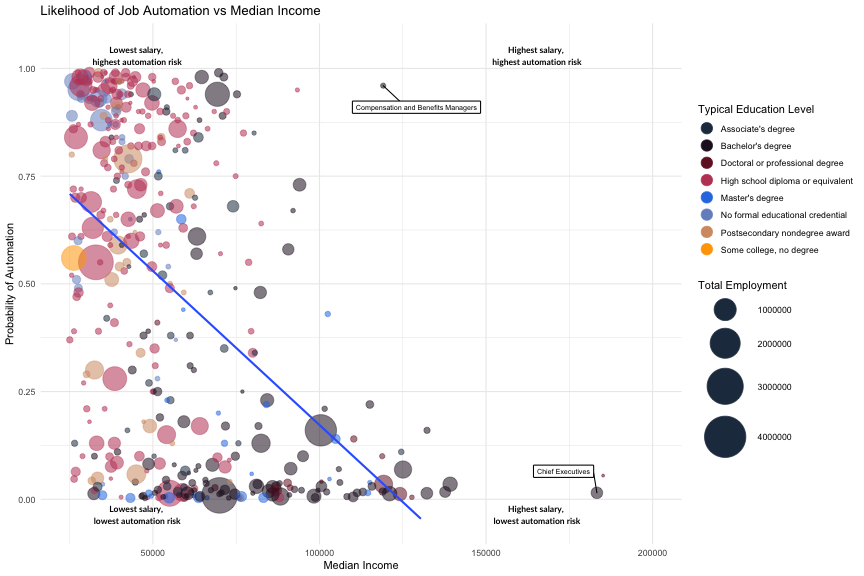 Likelihood of Job Automation vs Median Income
Lowest salary,
highest automation risk
Highest salary,
highest automation risk
Compensation and Benefits Managers
Chief Executives
Lowest salary,
lowest automation risk
Highest salary,
lowest automation risk
1.00
0.75
0.50
0.25
0.00
Probability of Automation
50000
100000
150000
200000
Median Income
Typical Education Level
Associate's degree
Bachelor's degree
Doctoral or professional degree
High school diploma or equivalent
Master's degree
No formal educational credential
Postsecondary nondegree award
Some college, no degree
Total Employment
1000000
2000000
3000000
4000000